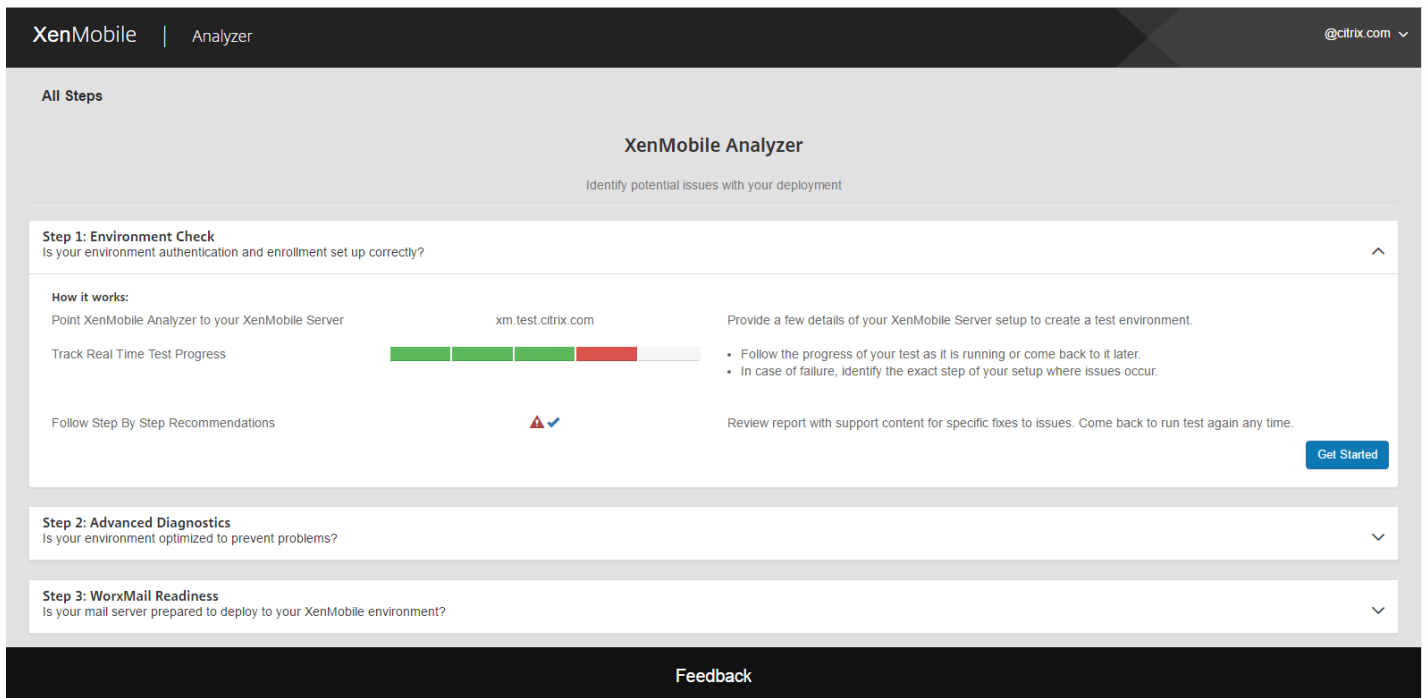 XenMobile | Analyzer
@citrix.com
All Steps
XenMobile Analyzer
Identify potential issues with your deployment
Step 1: Environment Check
Is your environment authentication and enrollment set up correctly?
How it works:
Point XenMobile Analyzer to your XenMobile Server
xm.test.citrix.com
Provide a few details of your XenMobile Server setup to create a test environment.
Track Real Time Test Progress
• Follow the progress of your test as it is running or come back to it later.
• In case of failure, identify the exact step of your setup where issues occur.
Follow Step By Step Recommendations
Review report with support content for specific fixes to issues. Come back to run test again any time.
Get Started
Step 2: Advanced Diagnostics
Is your environment optimized to prevent problems?
Step 3: WorxMail Readiness
Is your mail server prepared to deploy to your XenMobile environment?
Feedback